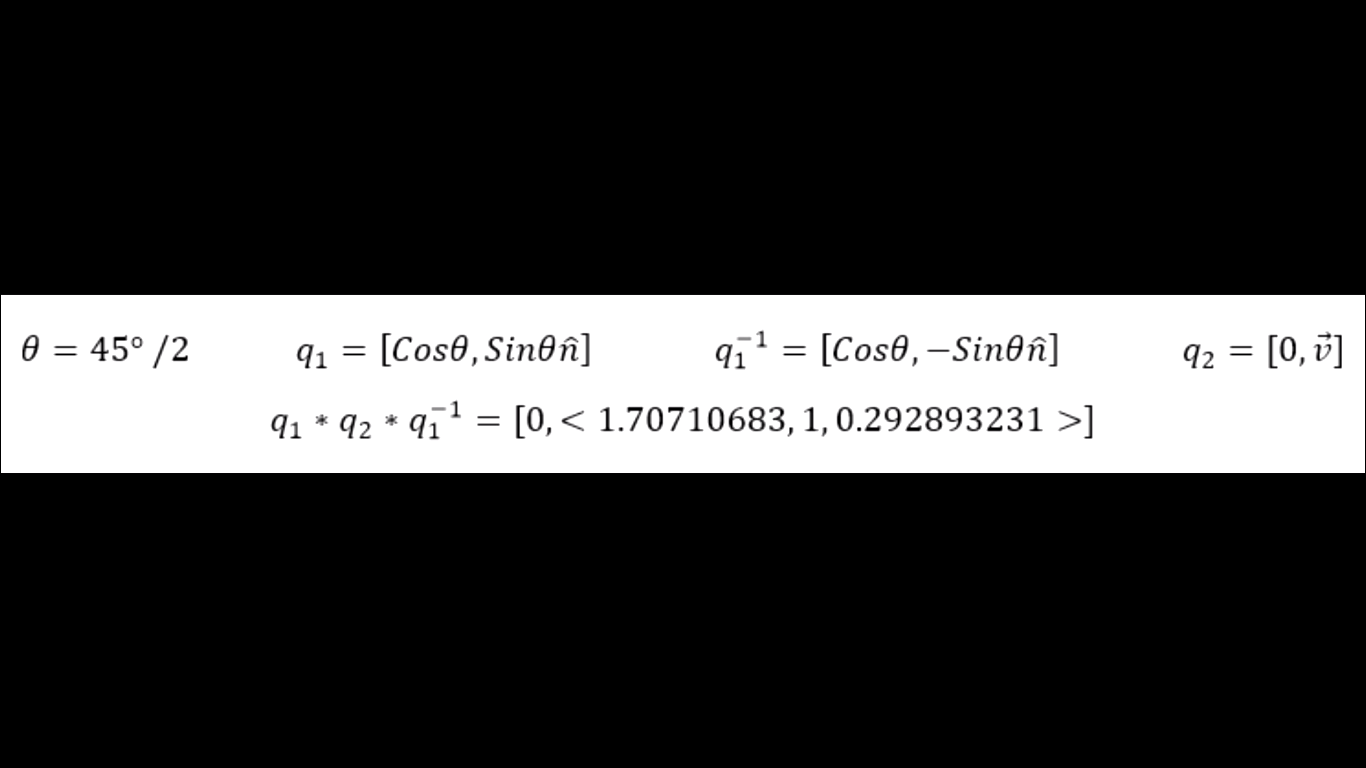 θ = 45° /2 q₁ = [Cosθ, Sinθn̂] q₁⁻¹ = [Cosθ, −Sinθn̂] q₂ = [0, v⃗]
q₁ * q₂ * q₁⁻¹ = [0, < 1.70710683, 1, 0.292893231 >]